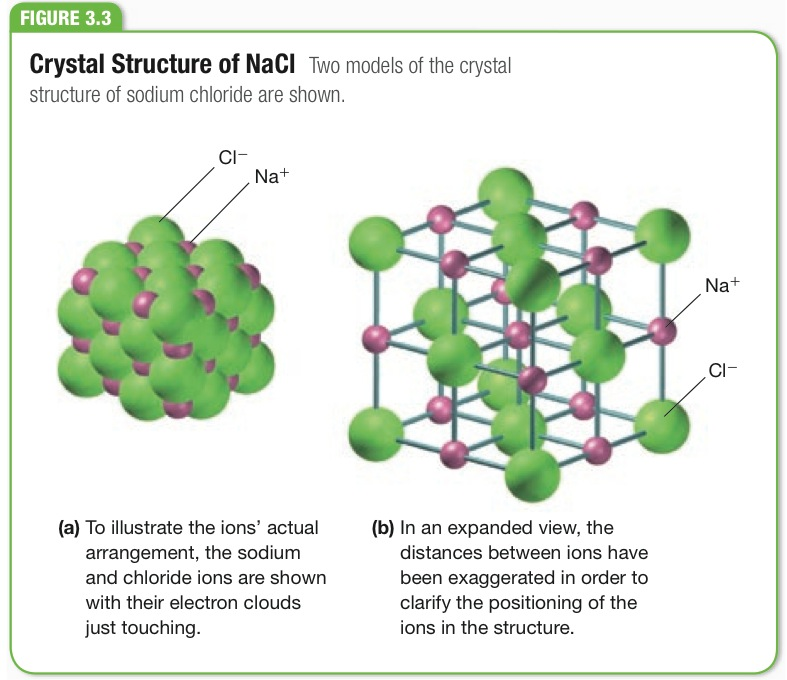 FIGURE 3.3
Crystal Structure of NaCl Two models of the crystal
structure of sodium chloride are shown.
Cl−
Na+
Na+
Cl−
(a) To illustrate the ions’ actual
arrangement, the sodium
and chloride ions are shown
with their electron clouds
just touching.
(b) In an expanded view, the
distances between ions have
been exaggerated in order to
clarify the positioning of the
ions in the structure.